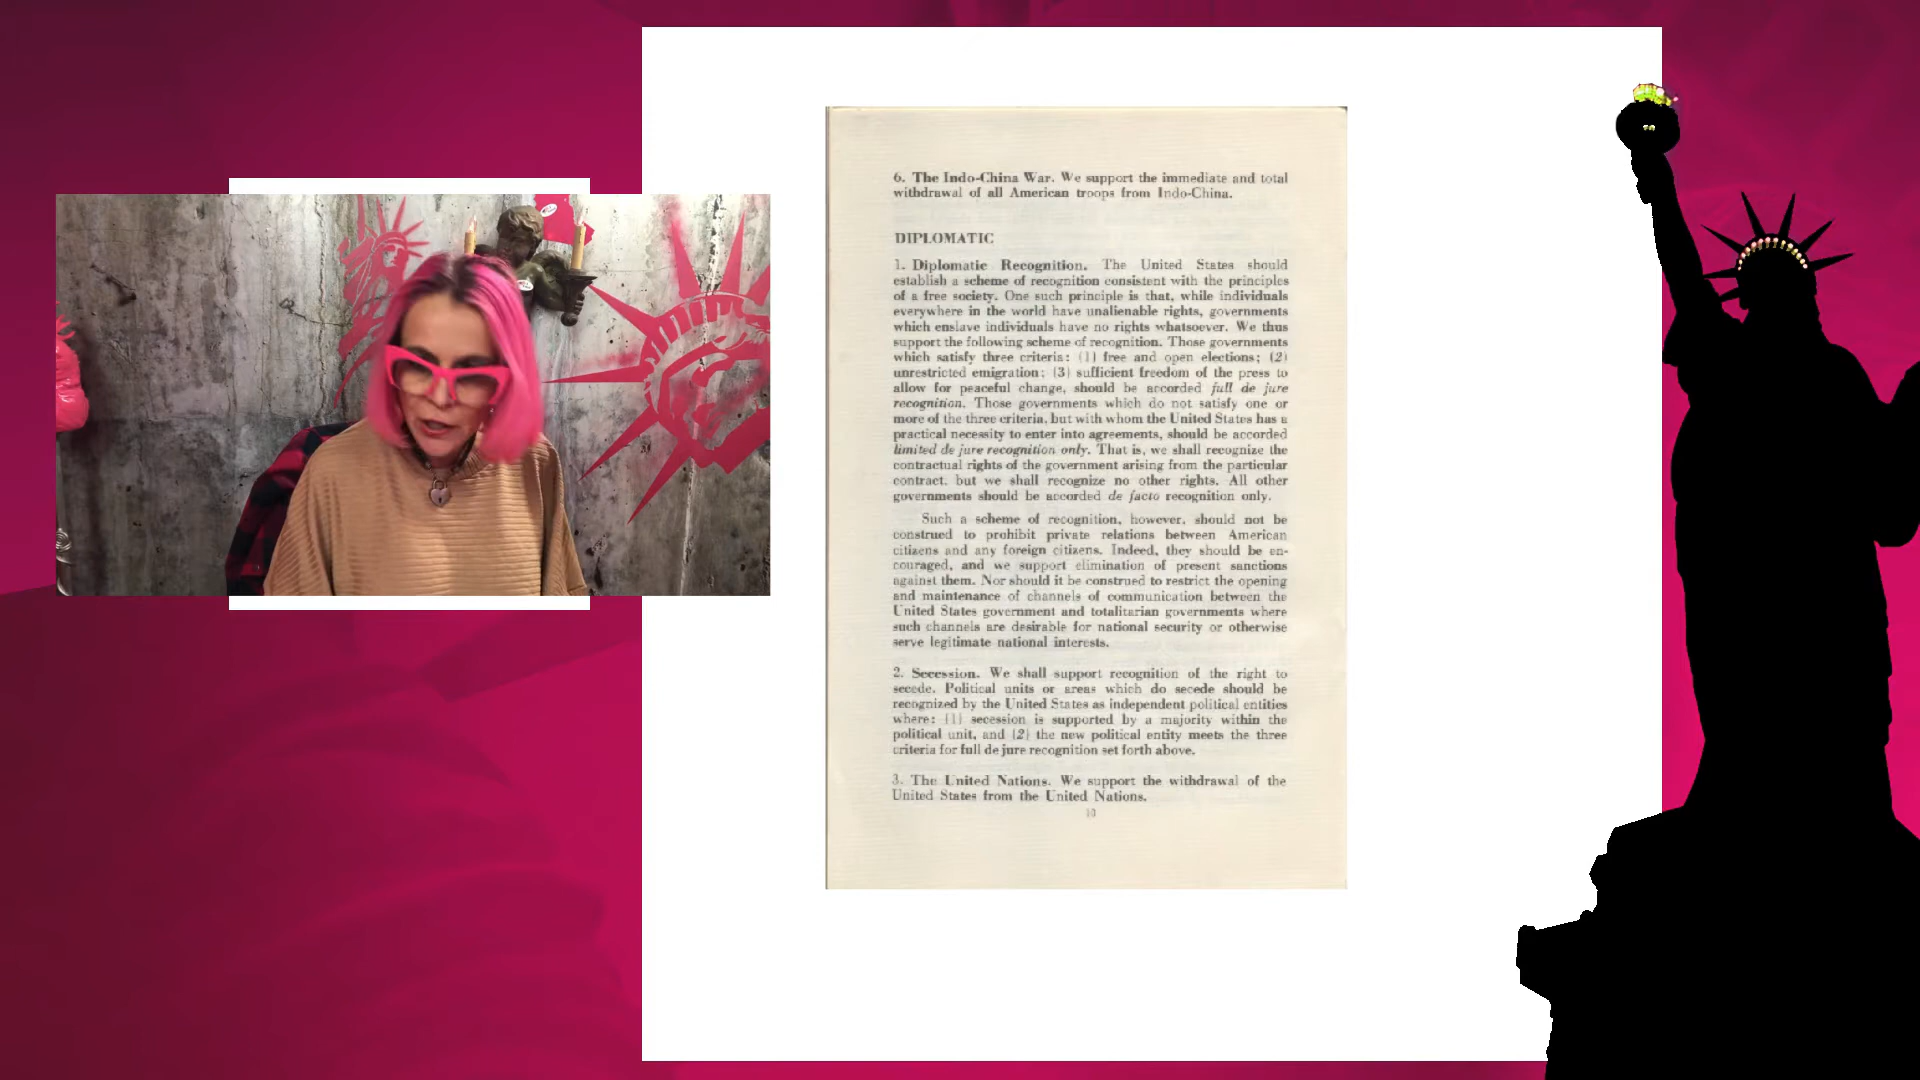 6. The Indo-China War. We support the immediate and total
withdrawal of all American troops from Indo-China.
DIPLOMATIC
1. Diplomatic Recognition. The United States should
establish a scheme of recognition consistent with the principles
of a free society. One such principle is that, while individuals
everywhere in the world have unalienable rights, governments
which enslave individuals have no rights whatsoever. We thus
support the following scheme of recognition. Those governments
which satisfy three criteria: (1) free and open elections; (2)
unrestricted emigration; (3) sufficient freedom of the press to
allow for peaceful change, should be accorded full de jure
recognition. Those governments which do not satisfy one or
more of the three criteria, but with whom the United States has a
practical necessity to enter into agreements, should be accorded
limited de jure recognition only. That is, we shall recognize the
contractual rights of the government arising from the particular
contract, but we shall recognize no other rights. All other
governments should be accorded de facto recognition only.
Such a scheme of recognition, however, should not be
construed to prohibit private relations between American
citizens and any foreign citizens. Indeed, they should be en-
couraged, and we support elimination of present sanctions
against them. Nor should it be construed to restrict the opening
and maintenance of channels of communication between the
United States government and totalitarian governments where
such channels are desirable for national security or otherwise
serve legitimate national interests.
2. Secession. We shall support recognition of the right to
secede. Political units or areas which do secede should be
recognized by the United States as independent political entities
where: (1) secession is supported by a majority within the
political unit, and (2) the new political entity meets the three
criteria for full de jure recognition set forth above.
3. The United Nations. We support the withdrawal of the
United States from the United Nations.
10